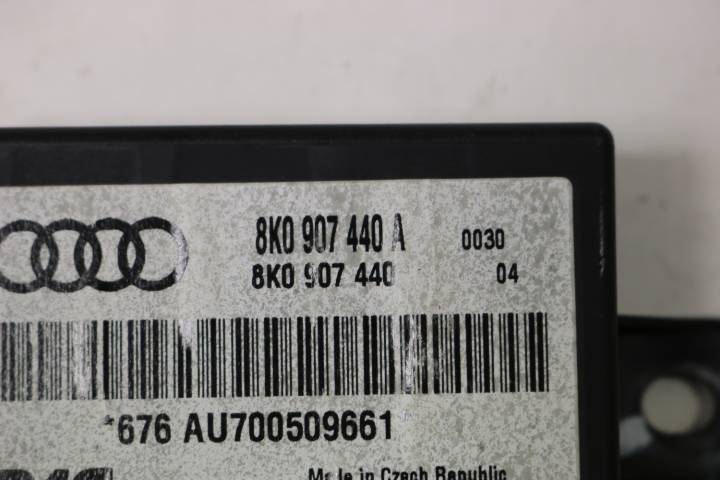 8K0 907 440 A 0030
8K0 907 440 04
*676 AU700509661*
Made in Czech Republic